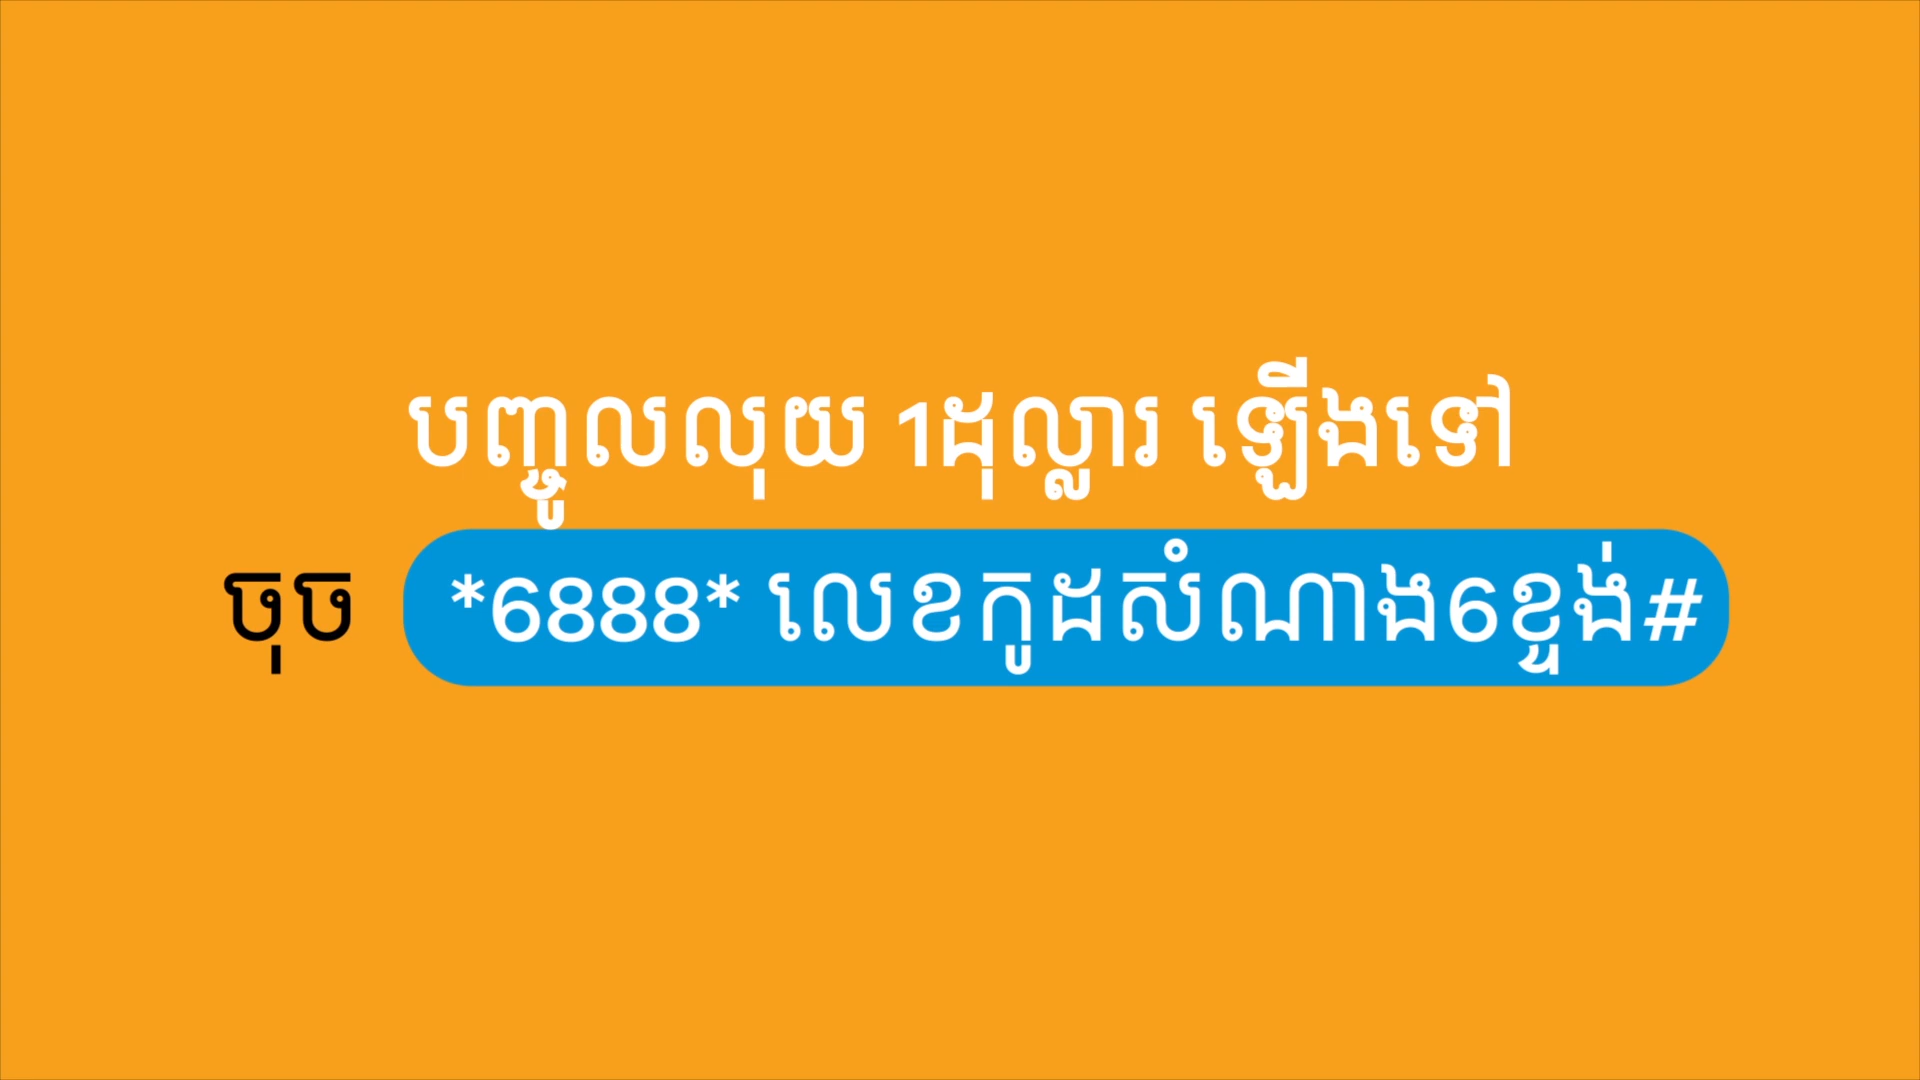 បញ្ចូលលុយ 1ដុល្លារ ឡើងទៅ
ចុច *6888* លេខកូដសំណាង6ខ្ទង់#